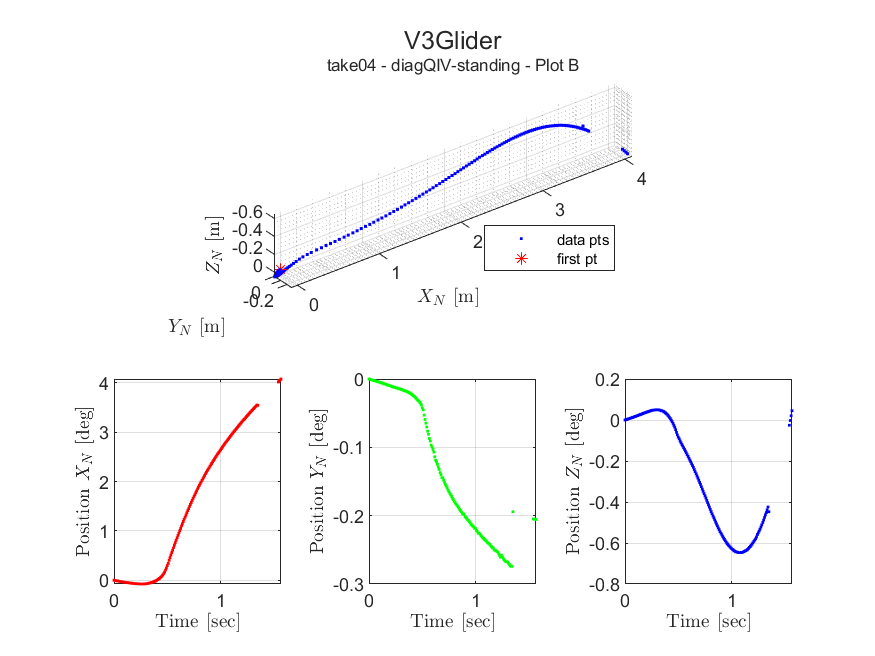 V3Glider
take04 - diagQIV-standing - Plot B
-0.6
-0.4
-0.2
0
Z_N [m]
0
-0.2
Y_N [m]
0
1
2
3
4
X_N [m]
data pts
first pt
4
3
2
1
0
Position X_N [deg]
0
1
Time [sec]
0
-0.1
-0.2
-0.3
Position Y_N [deg]
0
1
Time [sec]
0.2
0
-0.2
-0.4
-0.6
-0.8
Position Z_N [deg]
0
1
Time [sec]